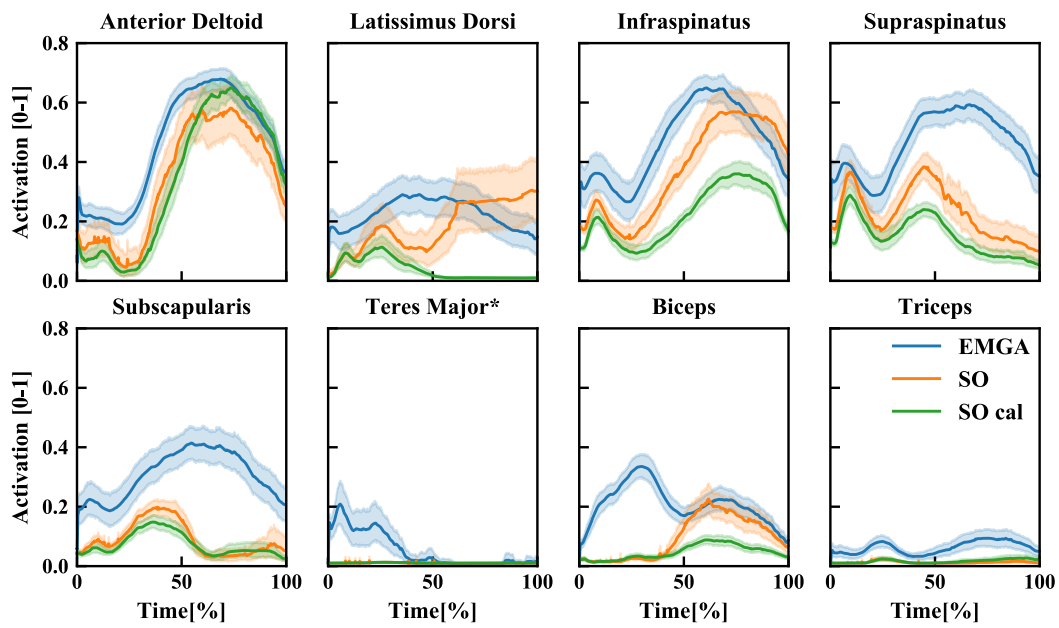 Anterior Deltoid Latissimus Dorsi Infraspinatus Supraspinatus
Activation [0-1]
0.8
0.6
0.4
0.2
0.0
Subscapularis Teres Major* Biceps Triceps
Activation [0-1]
0.8
0.6
0.4
0.2
0.0
EMGA
SO
SO cal
0 50 100 0 50 100 0 50 100 0 50 100
Time[%] Time[%] Time[%] Time[%]